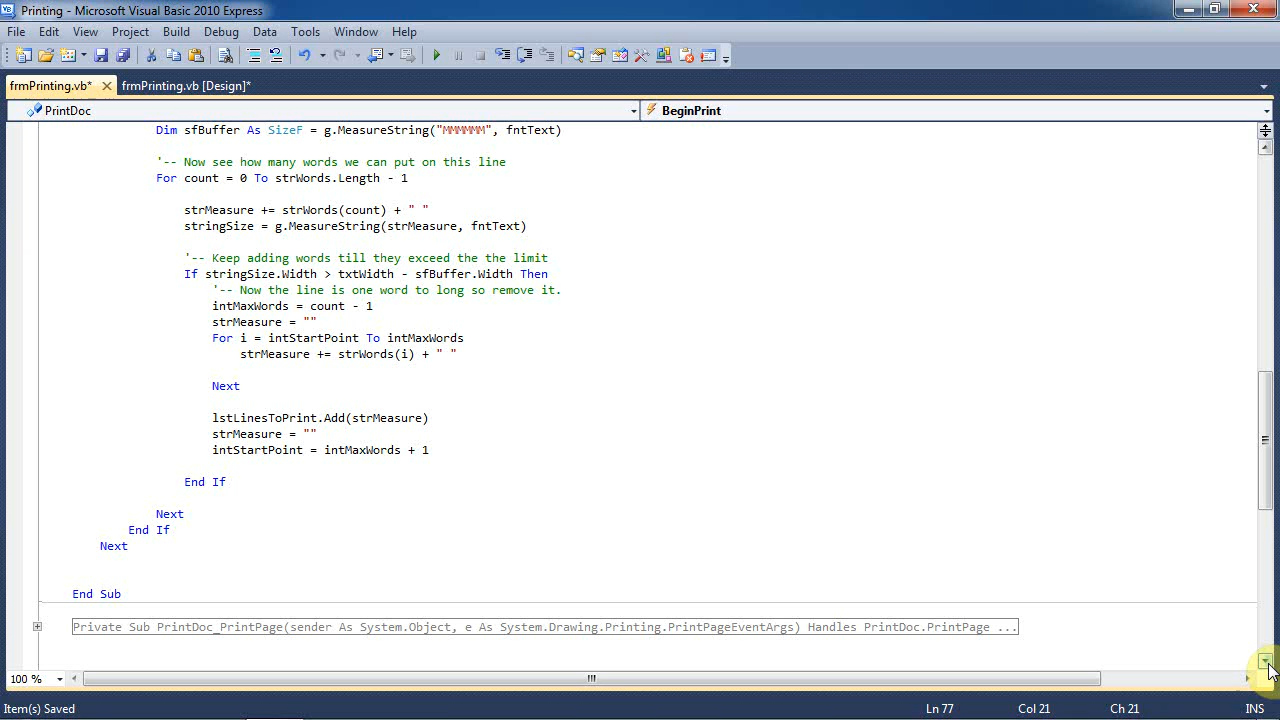 Printing - Microsoft Visual Basic 2010 Express
File Edit View Project Build Debug Data Tools Window Help
frmPrinting.vb* frmPrinting.vb [Design]*
PrintDoc BeginPrint
Dim sfBuffer As SizeF = g.MeasureString("MMMMMM", fntText)
'-- Now see how many words we can put on this line
For count = 0 To strWords.Length - 1
strMeasure += strWords(count) + " "
stringSize = g.MeasureString(strMeasure, fntText)
'-- Keep adding words till they exceed the the limit
If stringSize.Width > txtWidth - sfBuffer.Width Then
'-- Now the line is one word to long so remove it.
intMaxWords = count - 1
strMeasure = ""
For i = intStartPoint To intMaxWords
strMeasure += strWords(i) + " "
Next
lstLinesToPrint.Add(strMeasure)
strMeasure = ""
intStartPoint = intMaxWords + 1
End If
Next
End If
Next
End Sub
Private Sub PrintDoc_PrintPage(sender As System.Object, e As System.Drawing.Printing.PrintPageEventArgs) Handles PrintDoc.PrintPage ...
100 %
Item(s) Saved Ln 77 Col 21 Ch 21 INS